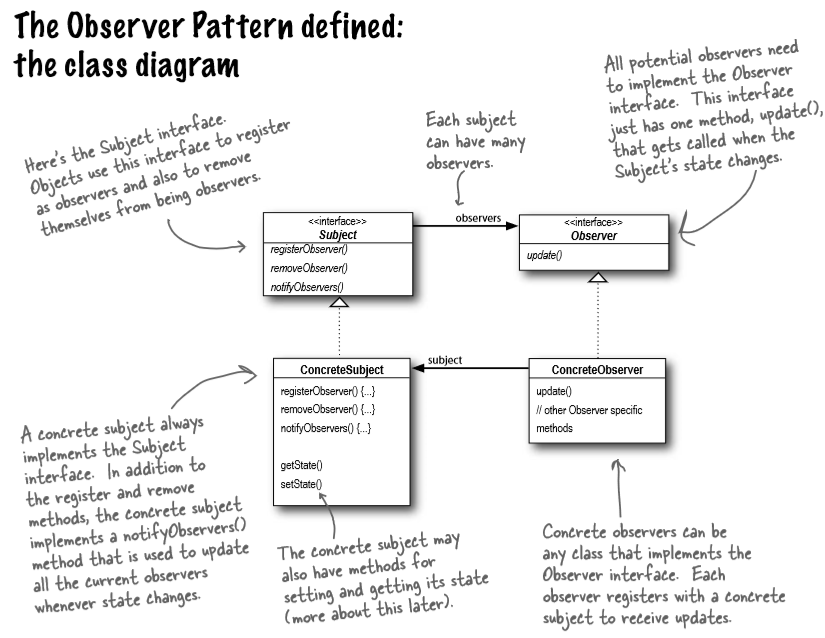 The Observer Pattern defined:
the class diagram
Here's the Subject interface.
Objects use this interface to register
as observers and also to remove
themselves from being observers.
Each subject
can have many
observers.
All potential observers need
to implement the Observer
interface. This interface
just has one method, update(),
that gets called when the
Subject's state changes.
<<interface>>
Subject
registerObserver()
removeObserver()
notifyObservers()
observers
<<interface>>
Observer
update()
ConcreteSubject
registerObserver() {...}
removeObserver() {...}
notifyObservers() {...}
getState()
setState()
subject
ConcreteObserver
update()
// other Observer specific
methods
A concrete subject always
implements the Subject
interface. In addition to
the register and remove
methods, the concrete subject
implements a notifyObservers()
method that is used to update
all the current observers
whenever state changes.
The concrete subject may
also have methods for
setting and getting its state
(more about this later).
Concrete observers can be
any class that implements the
Observer interface. Each
observer registers with a concrete
subject to receive updates.